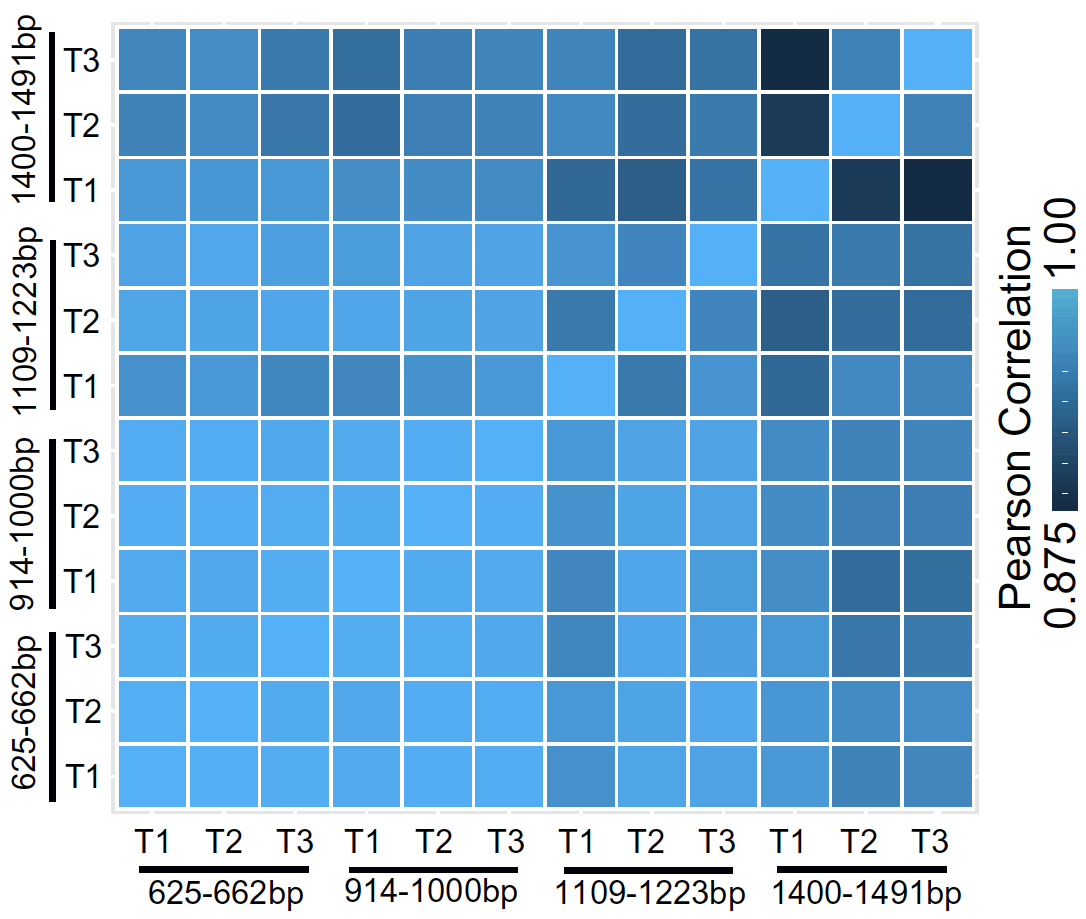 1400-1491bp
T3
T2
T1
1109-1223bp
T3
T2
T1
914-1000bp
T3
T2
T1
625-662bp
T3
T2
T1
T1 T2 T3 T1 T2 T3 T1 T2 T3 T1 T2 T3
625-662bp 914-1000bp 1109-1223bp 1400-1491bp
Pearson Correlation
0.875 1.00